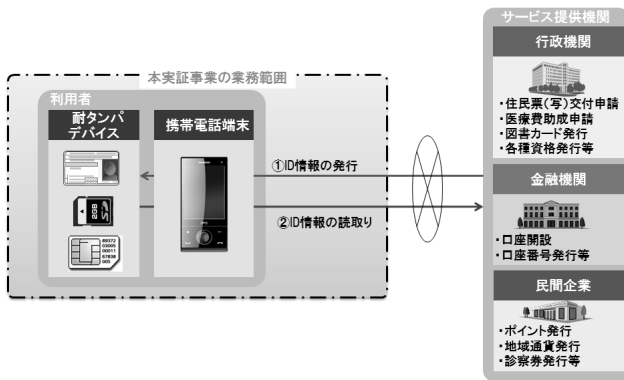 サービス提供機関
行政機関
・住民票(写)交付申請
・医療費助成申請
・図書カード発行
・各種資格発行等
本実証事業の業務範囲
利用者
耐タンパ
デバイス
携帯電話端末
①ID情報の発行
②ID情報の読取り
2GB
89372
03005
00011
67838
005
金融機関
・口座開設
・口座番号発行等
民間企業
・ポイント発行
・地域通貨発行
・診察券発行等